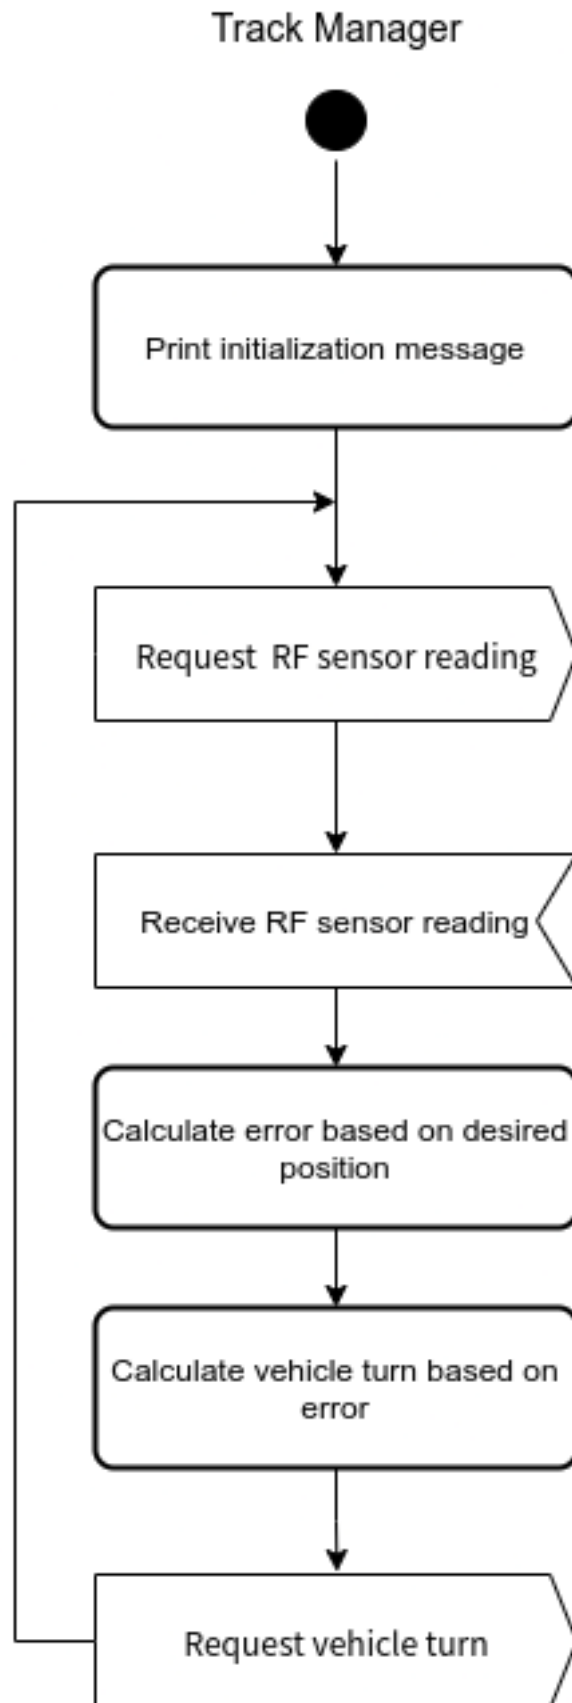 Track Manager
Print initialization message
Request  RF sensor reading
Receive RF sensor reading
Calculate error based on desired
position
Calculate vehicle turn based on
error
Request vehicle turn